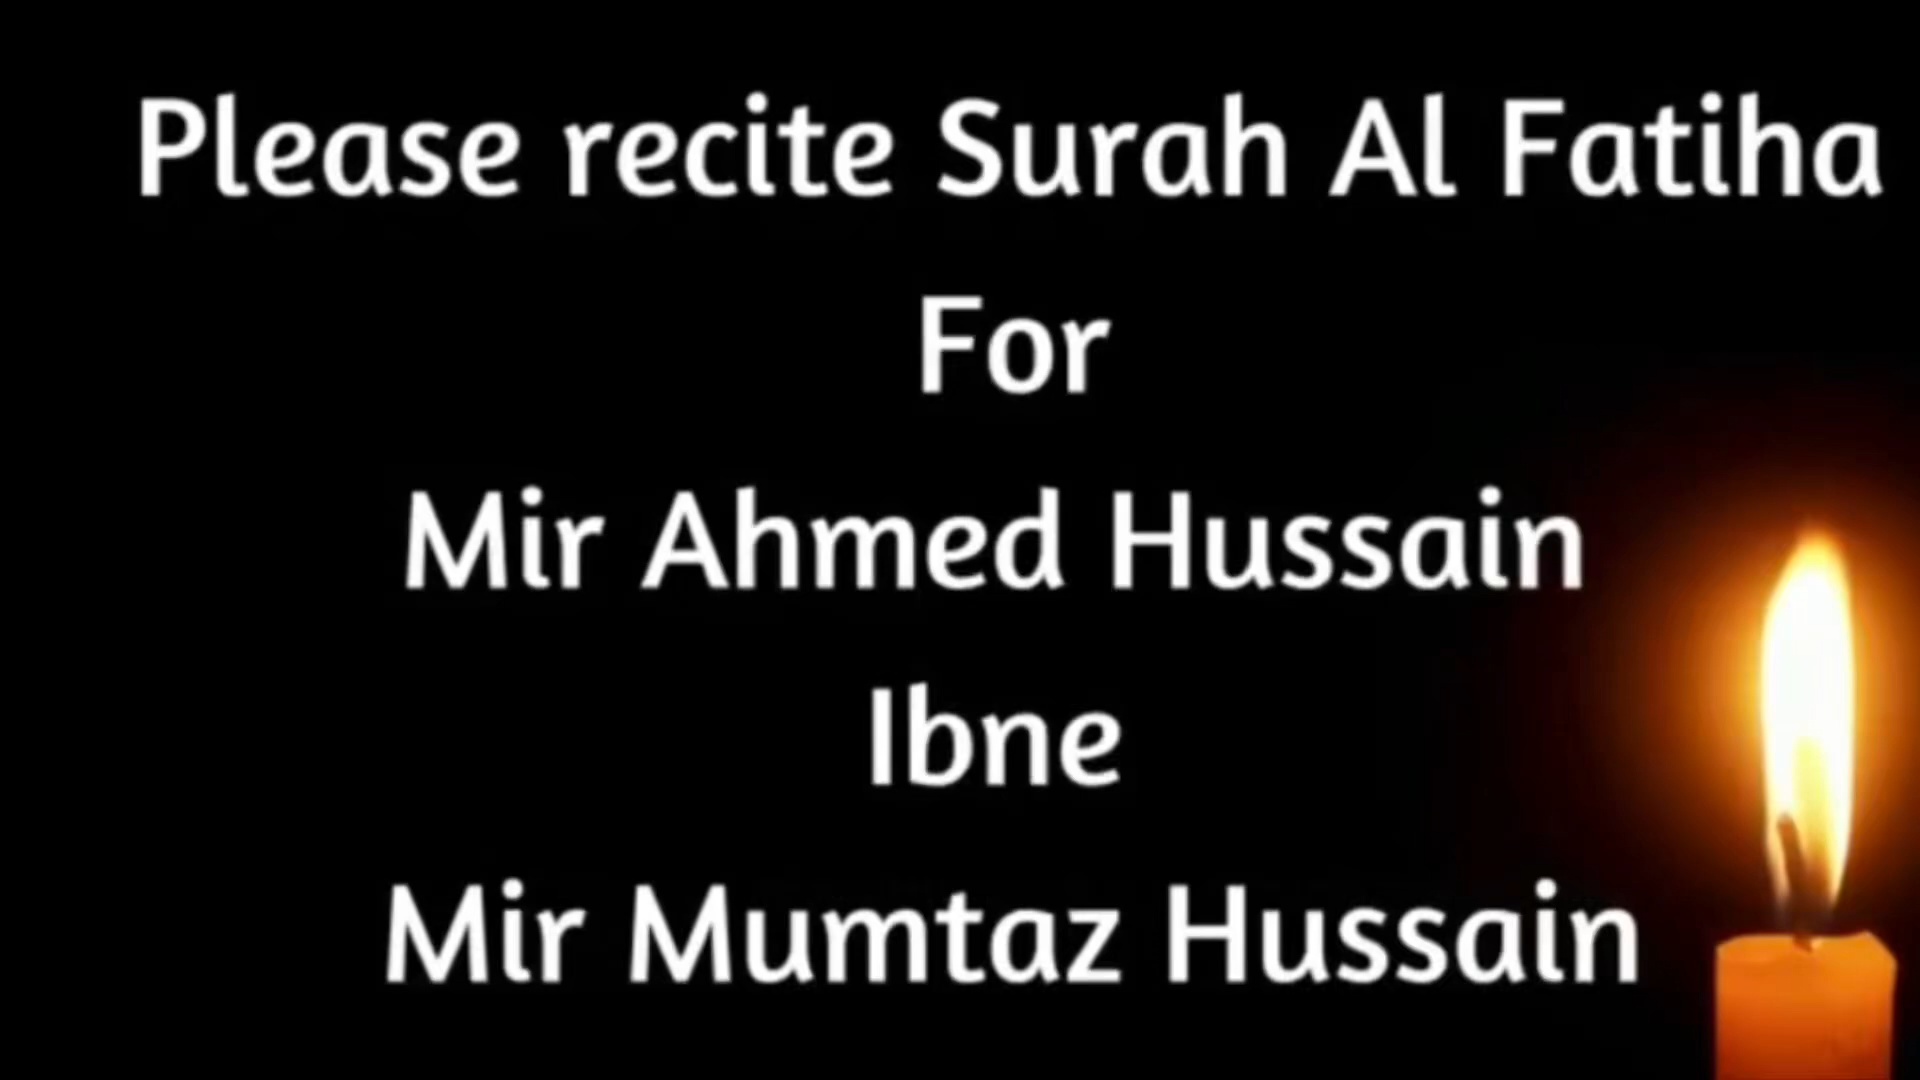 Please recite Surah Al Fatiha
For
Mir Ahmed Hussain
Ibne
Mir Mumtaz Hussain